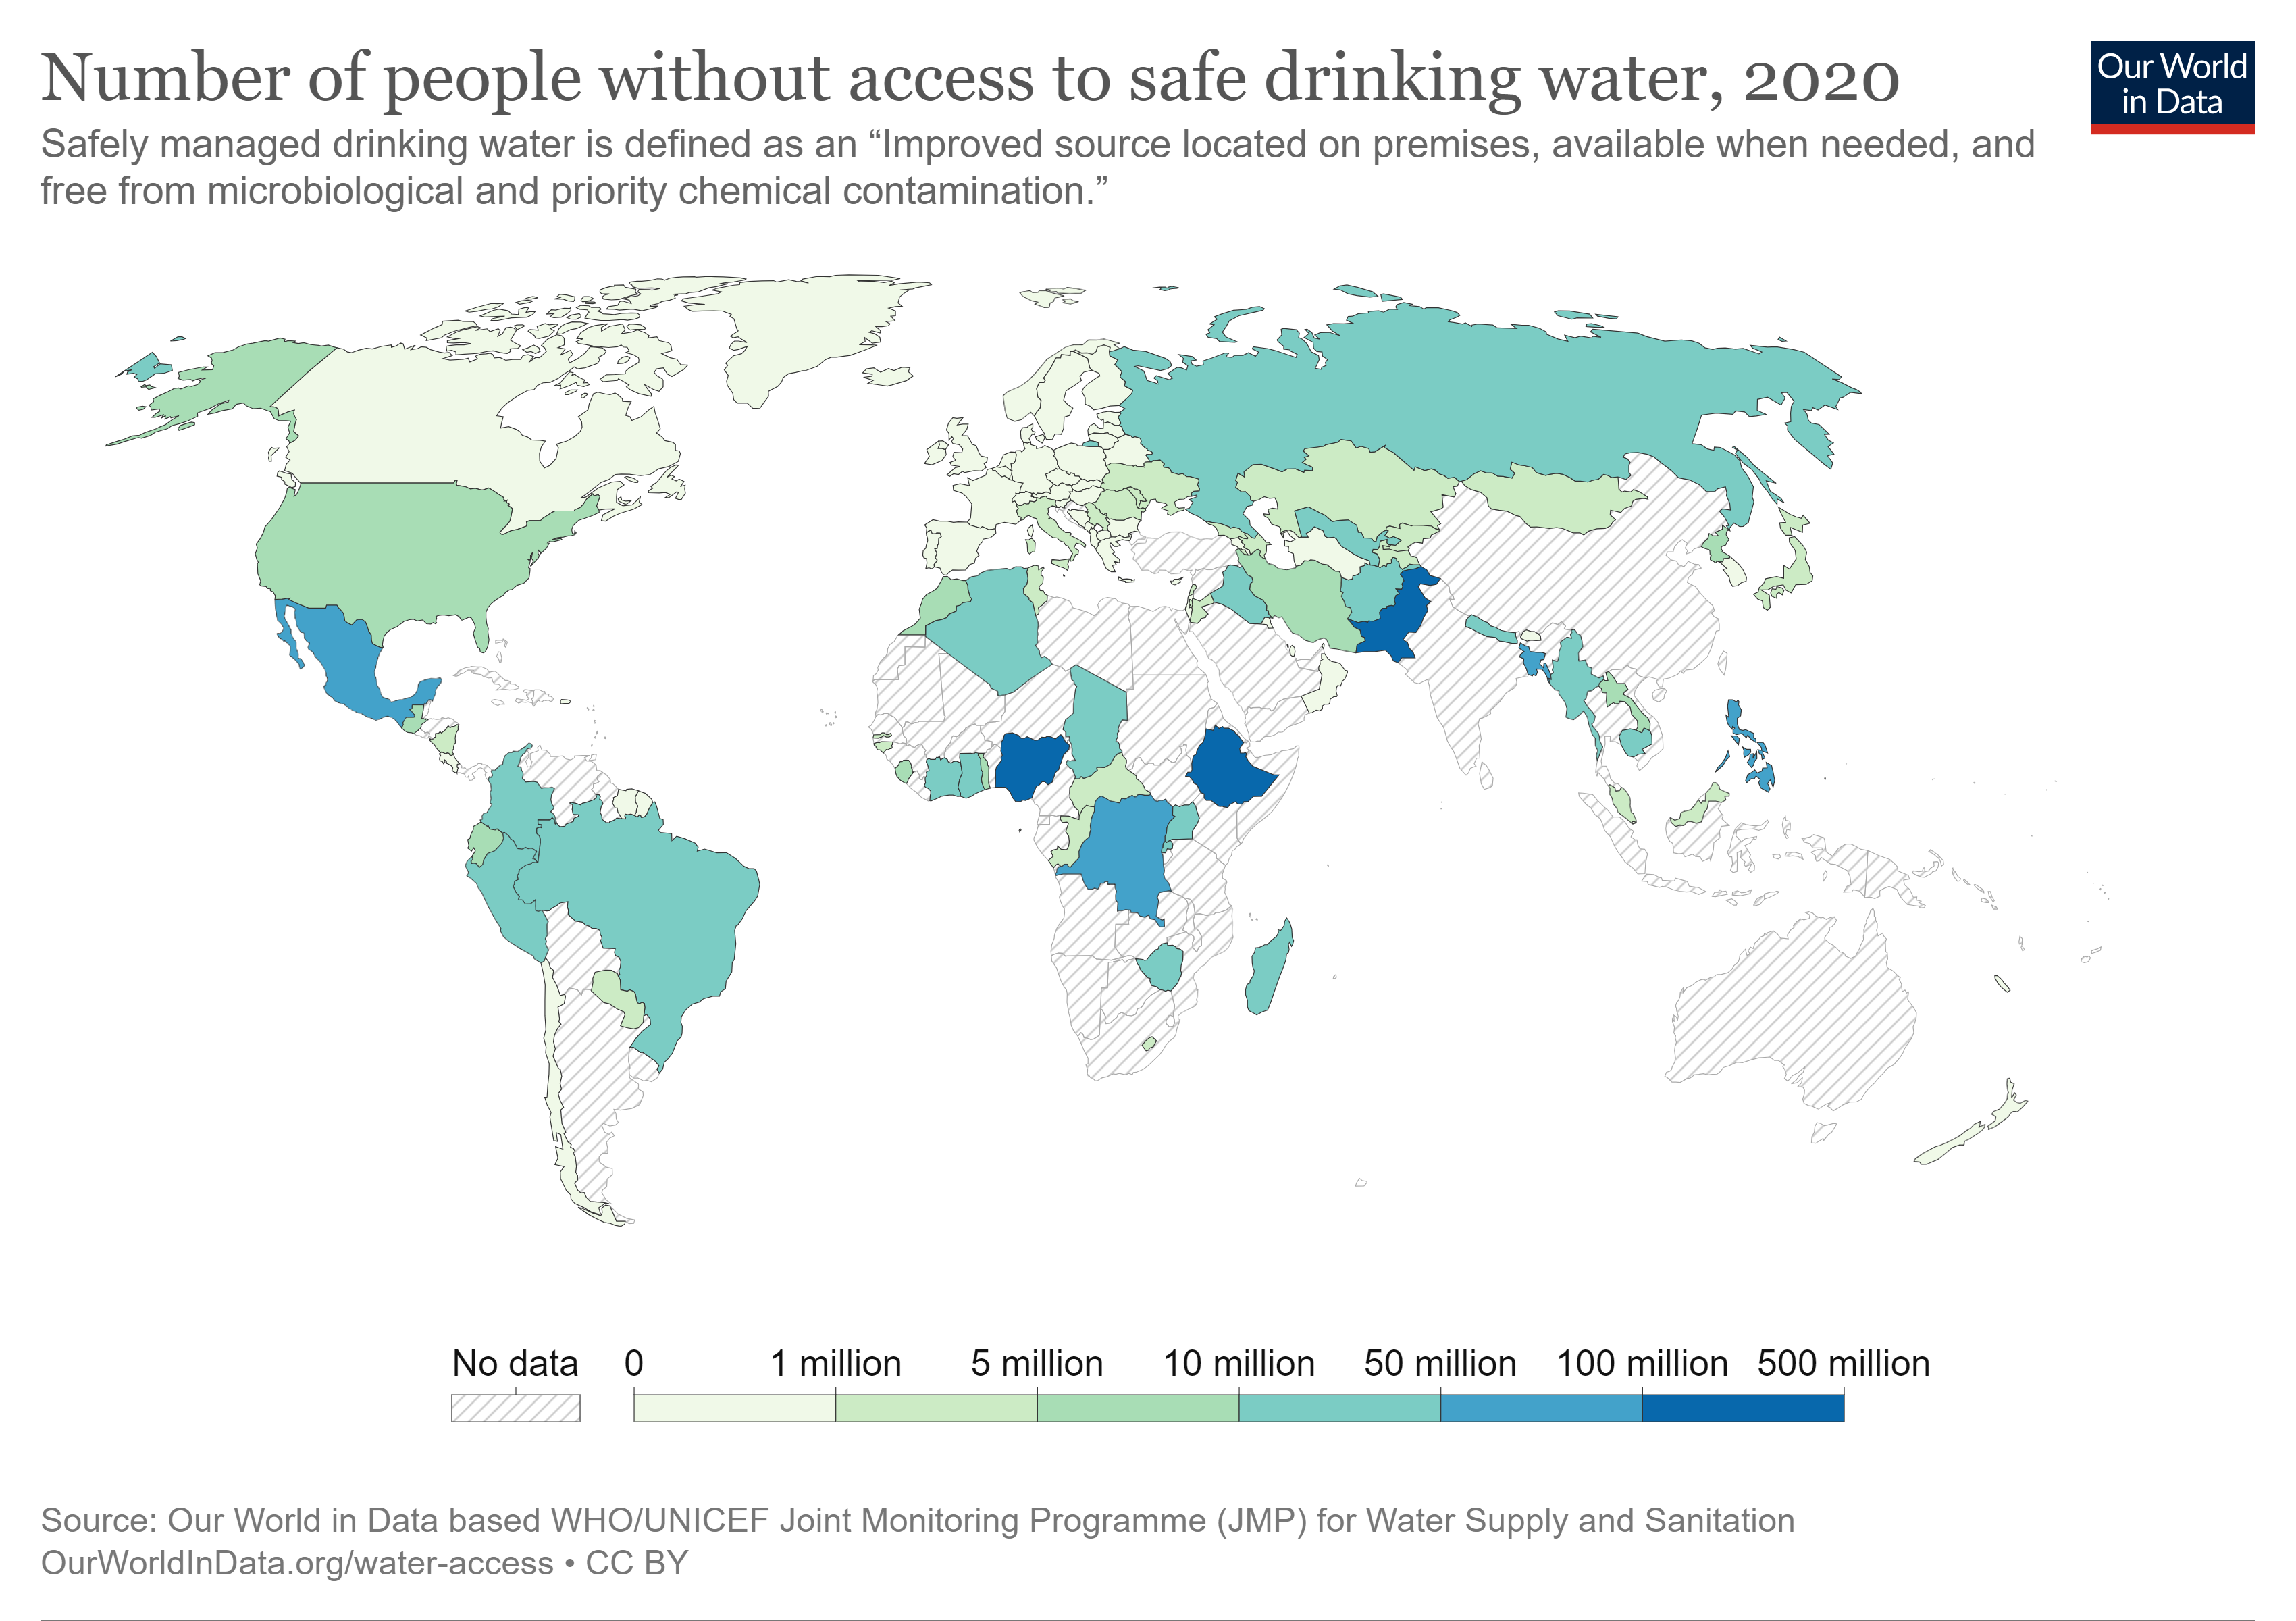 Number of people without access to safe drinking water, 2020
Our World
in Data
Safely managed drinking water is defined as an “Improved source located on premises, available when needed, and
free from microbiological and priority chemical contamination.”
No data
0
1 million
5 million
10 million
50 million
100 million
500 million
Source: Our World in Data based WHO/UNICEF Joint Monitoring Programme (JMP) for Water Supply and Sanitation
OurWorldInData.org/water-access • CC BY